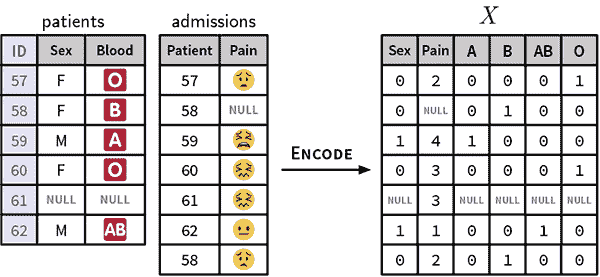 patients admissions X
ID Sex Blood Patient Pain Sex Pain A B AB O
57 F O 57 0 2 0 0 0 1
58 F B 58 NULL 0 NULL 0 1 0 0
59 M A 59 1 4 1 0 0 0
ENCODE
60 F O 60 0 3 0 0 0 1
61 NULL NULL 61 NULL 3 NULL NULL NULL NULL
62 M AB 62 1 1 0 0 1 0
58 0 2 0 1 0 0